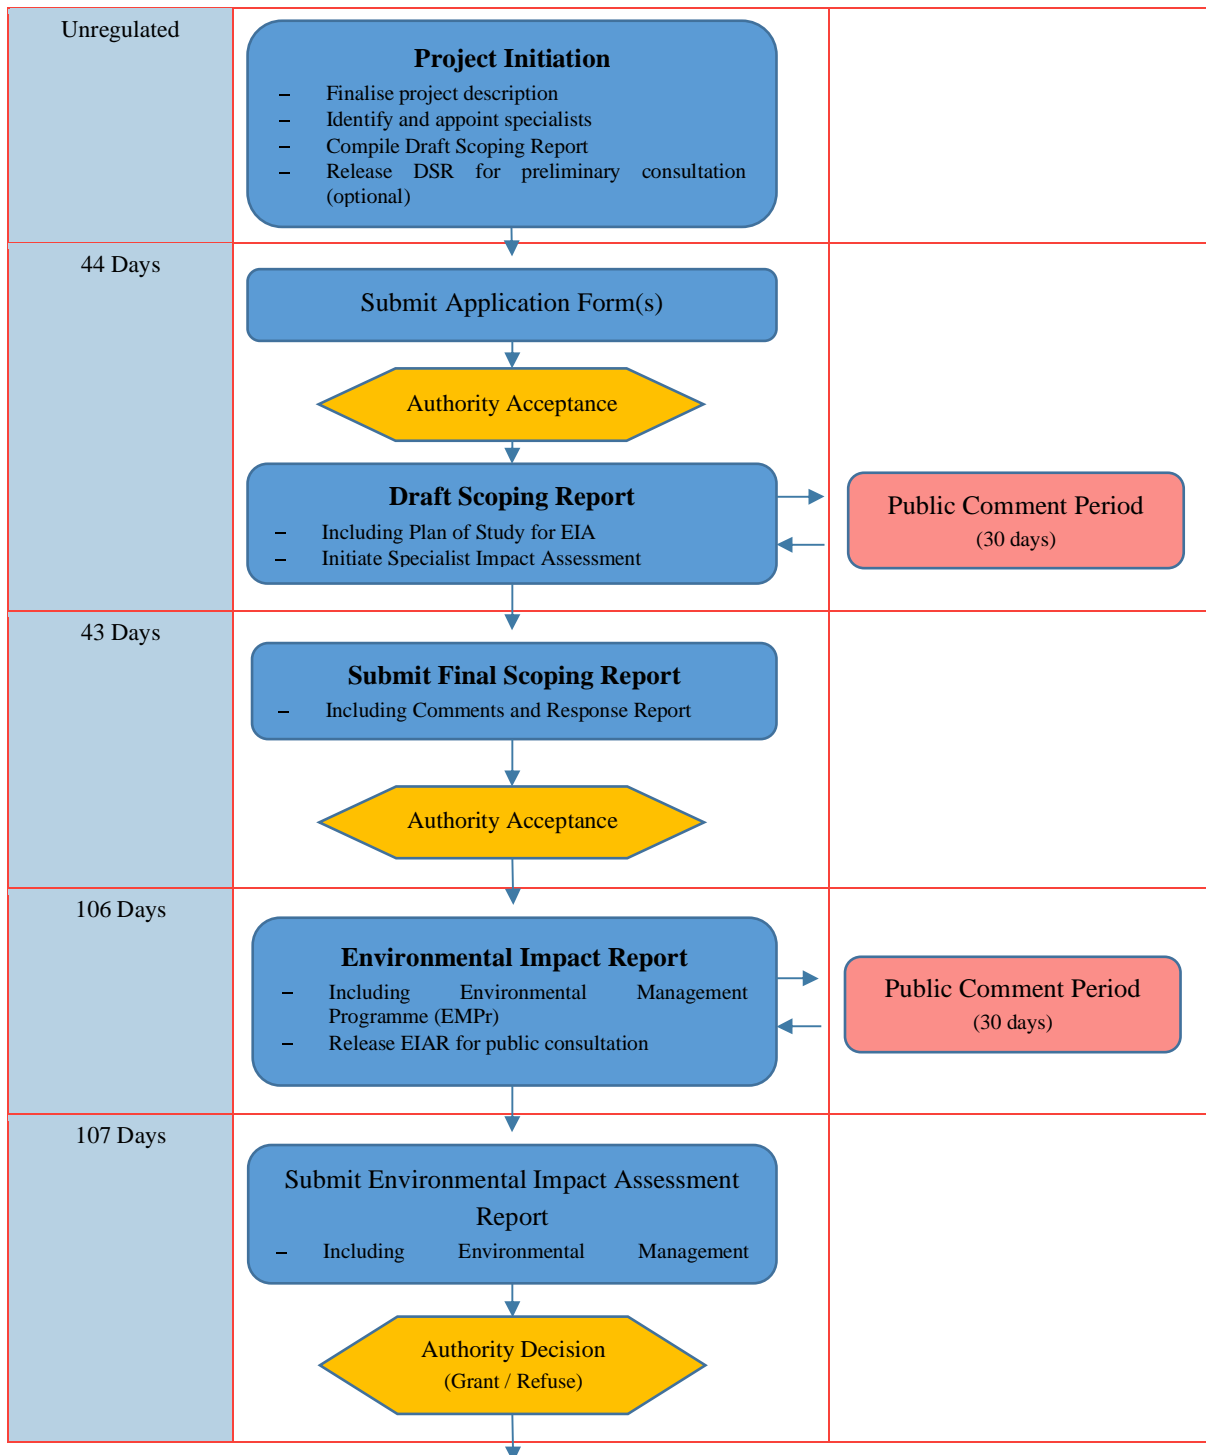 Unregulated
Project Initiation
– Finalise project description
– Identify and appoint specialists
– Compile Draft Scoping Report
– Release DSR for preliminary consultation
(optional)
44 Days
Submit Application Form(s)
Authority Acceptance
Draft Scoping Report
– Including Plan of Study for EIA
– Initiate Specialist Impact Assessment
Public Comment Period
(30 days)
43 Days
Submit Final Scoping Report
– Including Comments and Response Report
Authority Acceptance
106 Days
Environmental Impact Report
– Including Environmental Management
Programme (EMPr)
– Release EIAR for public consultation
Public Comment Period
(30 days)
107 Days
Submit Environmental Impact Assessment
Report
– Including Environmental Management
Authority Decision
(Grant / Refuse)